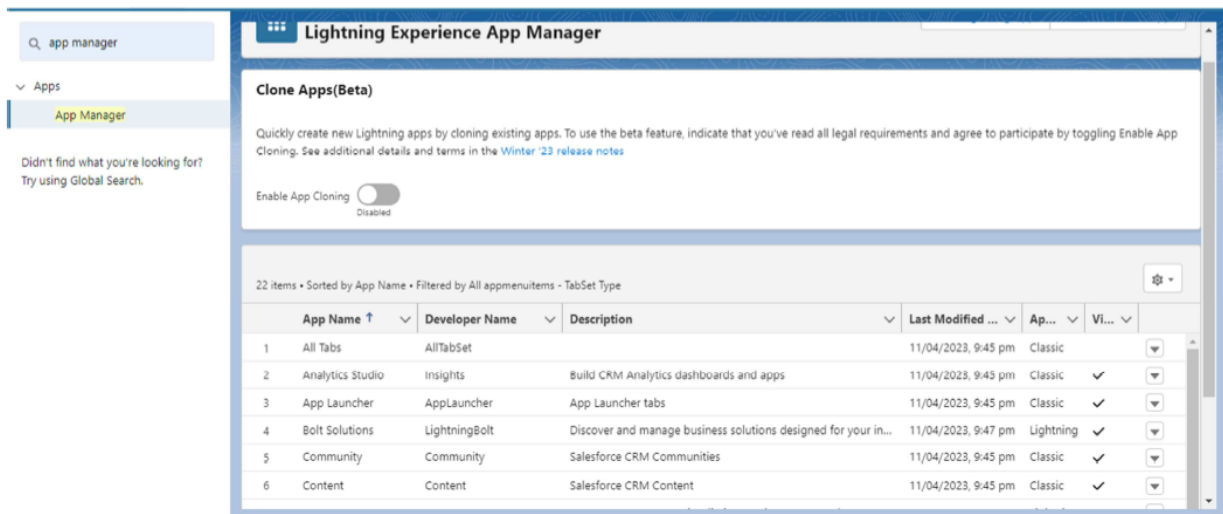 app manager
Apps
App Manager
Didn't find what you're looking for?
Try using Global Search.
Lightning Experience App Manager
Clone Apps(Beta)
Quickly create new Lightning apps by cloning existing apps. To use the beta feature, indicate that you've read all legal requirements and agree to participate by toggling Enable App
Cloning. See additional details and terms in the Winter '23 release notes
Enable App Cloning
Disabled
22 items • Sorted by App Name • Filtered by All appmenuitems - TabSet Type
App Name ↑ Developer Name Description Last Modified ... Ap... Vi...
1 All Tabs AllTabSet 11/04/2023, 9:45 pm Classic
2 Analytics Studio Insights Build CRM Analytics dashboards and apps 11/04/2023, 9:45 pm Classic ✓
3 App Launcher AppLauncher App Launcher tabs 11/04/2023, 9:45 pm Classic ✓
4 Bolt Solutions LightningBolt Discover and manage business solutions designed for your in... 11/04/2023, 9:47 pm Lightning ✓
5 Community Community Salesforce CRM Communities 11/04/2023, 9:45 pm Classic ✓
6 Content Content Salesforce CRM Content 11/04/2023, 9:45 pm Classic ✓